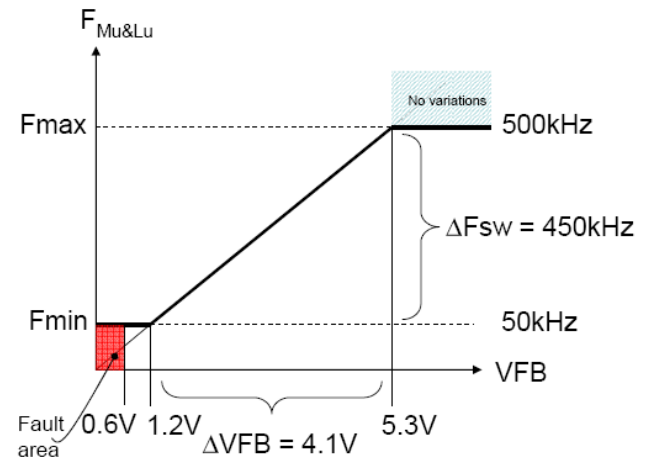 F Mu&Lu
No variations
Fmax
500kHz
ΔFsw = 450kHz
Fmin
50kHz
VFB
Fault area
0.6V
1.2V
5.3V
ΔVFB = 4.1V